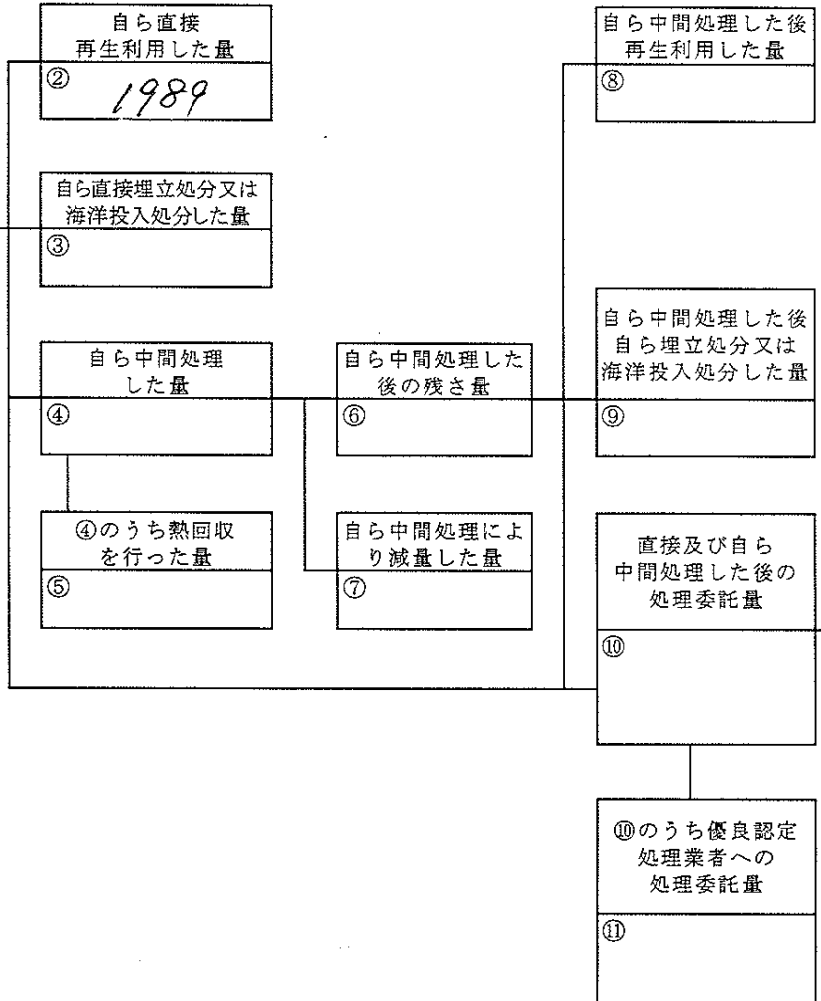 自ら直接
再生利用した量
②
1989
自ら直接埋立処分又は
海洋投入処分した量
③
自ら中間処理
した量
④
④のうち熱回収
を行った量
⑤
自ら中間処理した
後の残さ量
⑥
自ら中間処理によ
り減量した量
⑦
自ら中間処理した後
再生利用した量
⑧
自ら中間処理した後
自ら埋立処分又は
海洋投入処分した量
⑨
直接及び自ら
中間処理した後の
処理委託量
⑩
⑩のうち優良認定
処理業者への
処理委託量
⑪